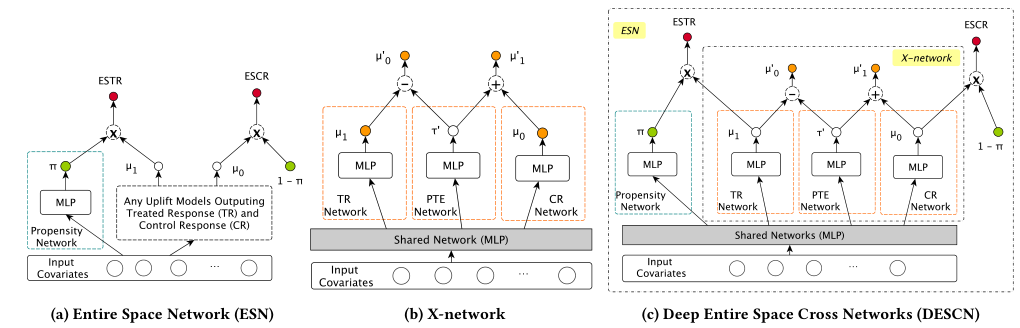 ESTR
ESCR
x
x
π
μ1
μ0
1 - π
MLP
Propensity
Network
Any Uplift Models Outputing
Treated Response (TR) and
Control Response (CR)
Input
Covariates
...
(a) Entire Space Network (ESN)
μ'0
μ'1
-
+
μ1
τ'
μ0
MLP
MLP
MLP
TR
Network
PTE
Network
CR
Network
Shared Network (MLP)
Input
Covariates
...
(b) X-network
ESN
ESTR
ESCR
X-network
x
x
μ'0
μ'1
-
+
π
μ1
τ'
μ0
1 - π
MLP
MLP
MLP
MLP
Propensity
Network
TR
Network
PTE
Network
CR
Network
Shared Networks (MLP)
Input
Covariates
...
(c) Deep Entire Space Cross Networks (DESCN)